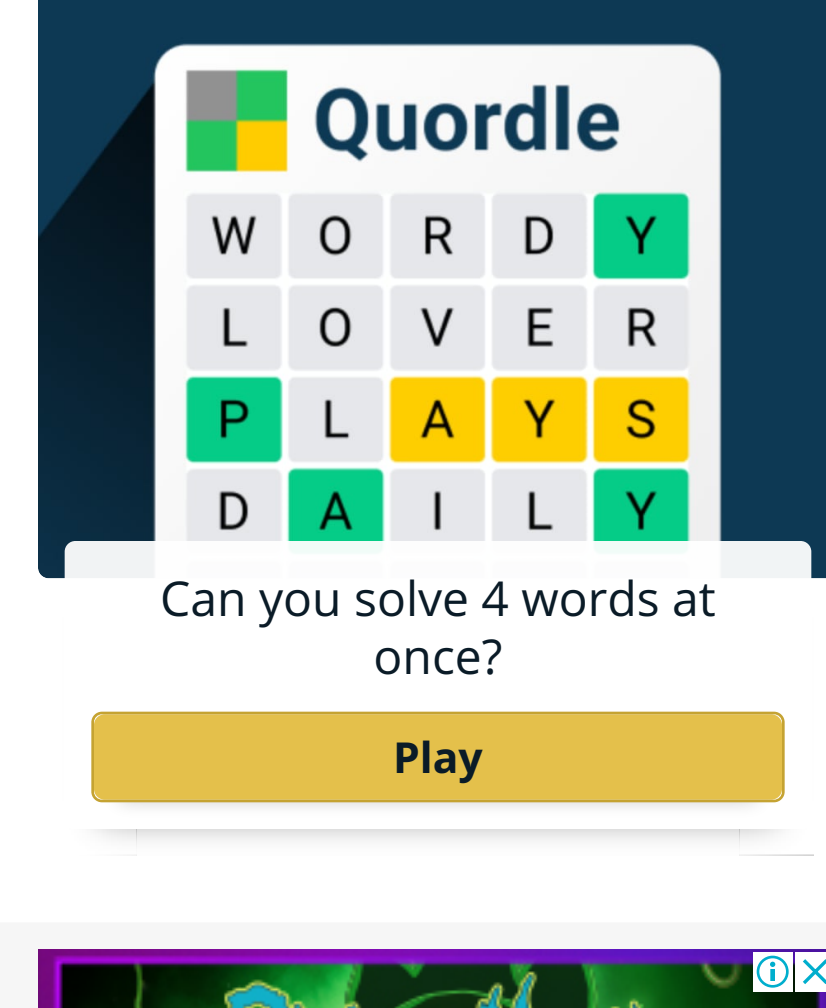 Quordle
W O R D Y
L O V E R
P L A Y S
D A I L Y
Can you solve 4 words at
once?
Play